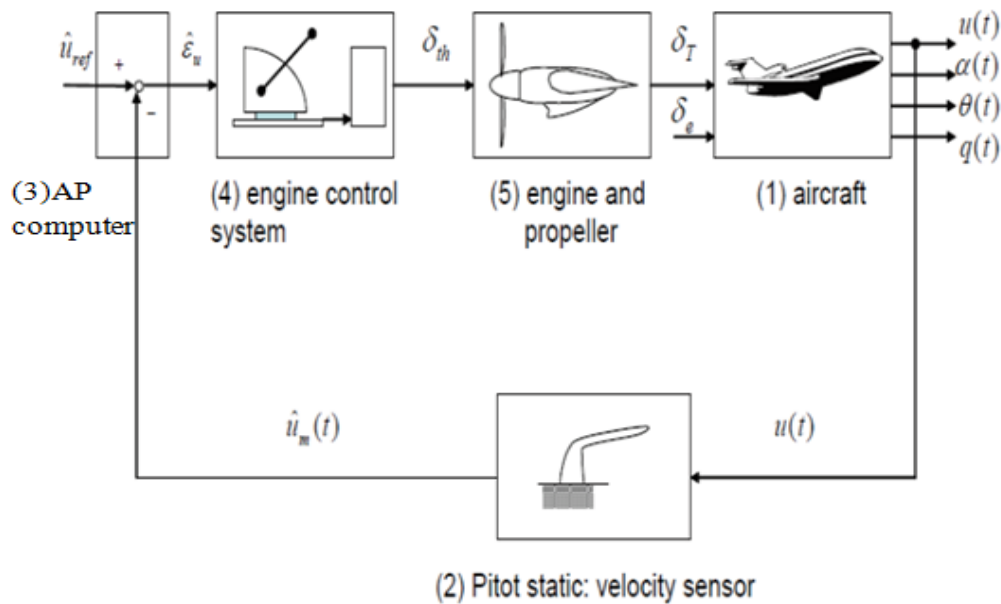 û_ref
+
−
ε̂_u
δ_th
δ_T
δ_e
u(t)
α(t)
θ(t)
q(t)
(3)AP
computer
(4) engine control
system
(5) engine and
propeller
(1) aircraft
û_m(t)
u(t)
(2) Pitot static: velocity sensor